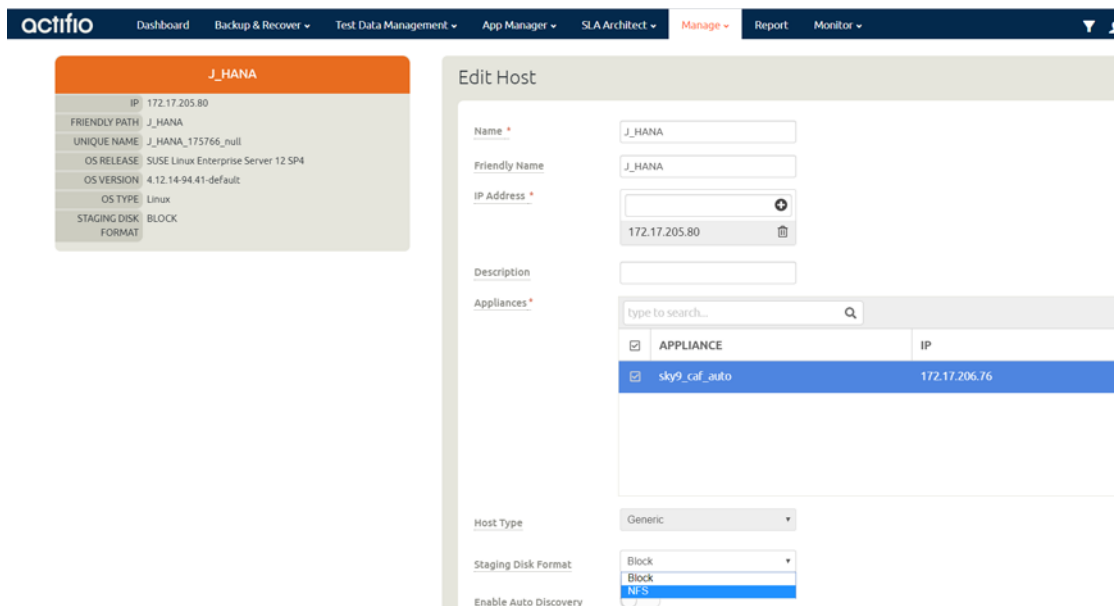 actifio Dashboard Backup & Recover Test Data Management App Manager SLA Architect Manage Report Monitor
J_HANA
IP 172.17.205.80
FRIENDLY PATH J_HANA
UNIQUE NAME J_HANA_175766_null
OS RELEASE SUSE Linux Enterprise Server 12 SP4
OS VERSION 4.12.14-94.41-default
OS TYPE Linux
STAGING DISK FORMAT BLOCK
Edit Host
Name * J_HANA
Friendly Name J_HANA
IP Address *
172.17.205.80
Description
Appliances * type to search...
APPLIANCE IP
sky9_caf_auto 172.17.206.76
Host Type Generic
Staging Disk Format Block
Block
NFS
Enable Auto Discovery